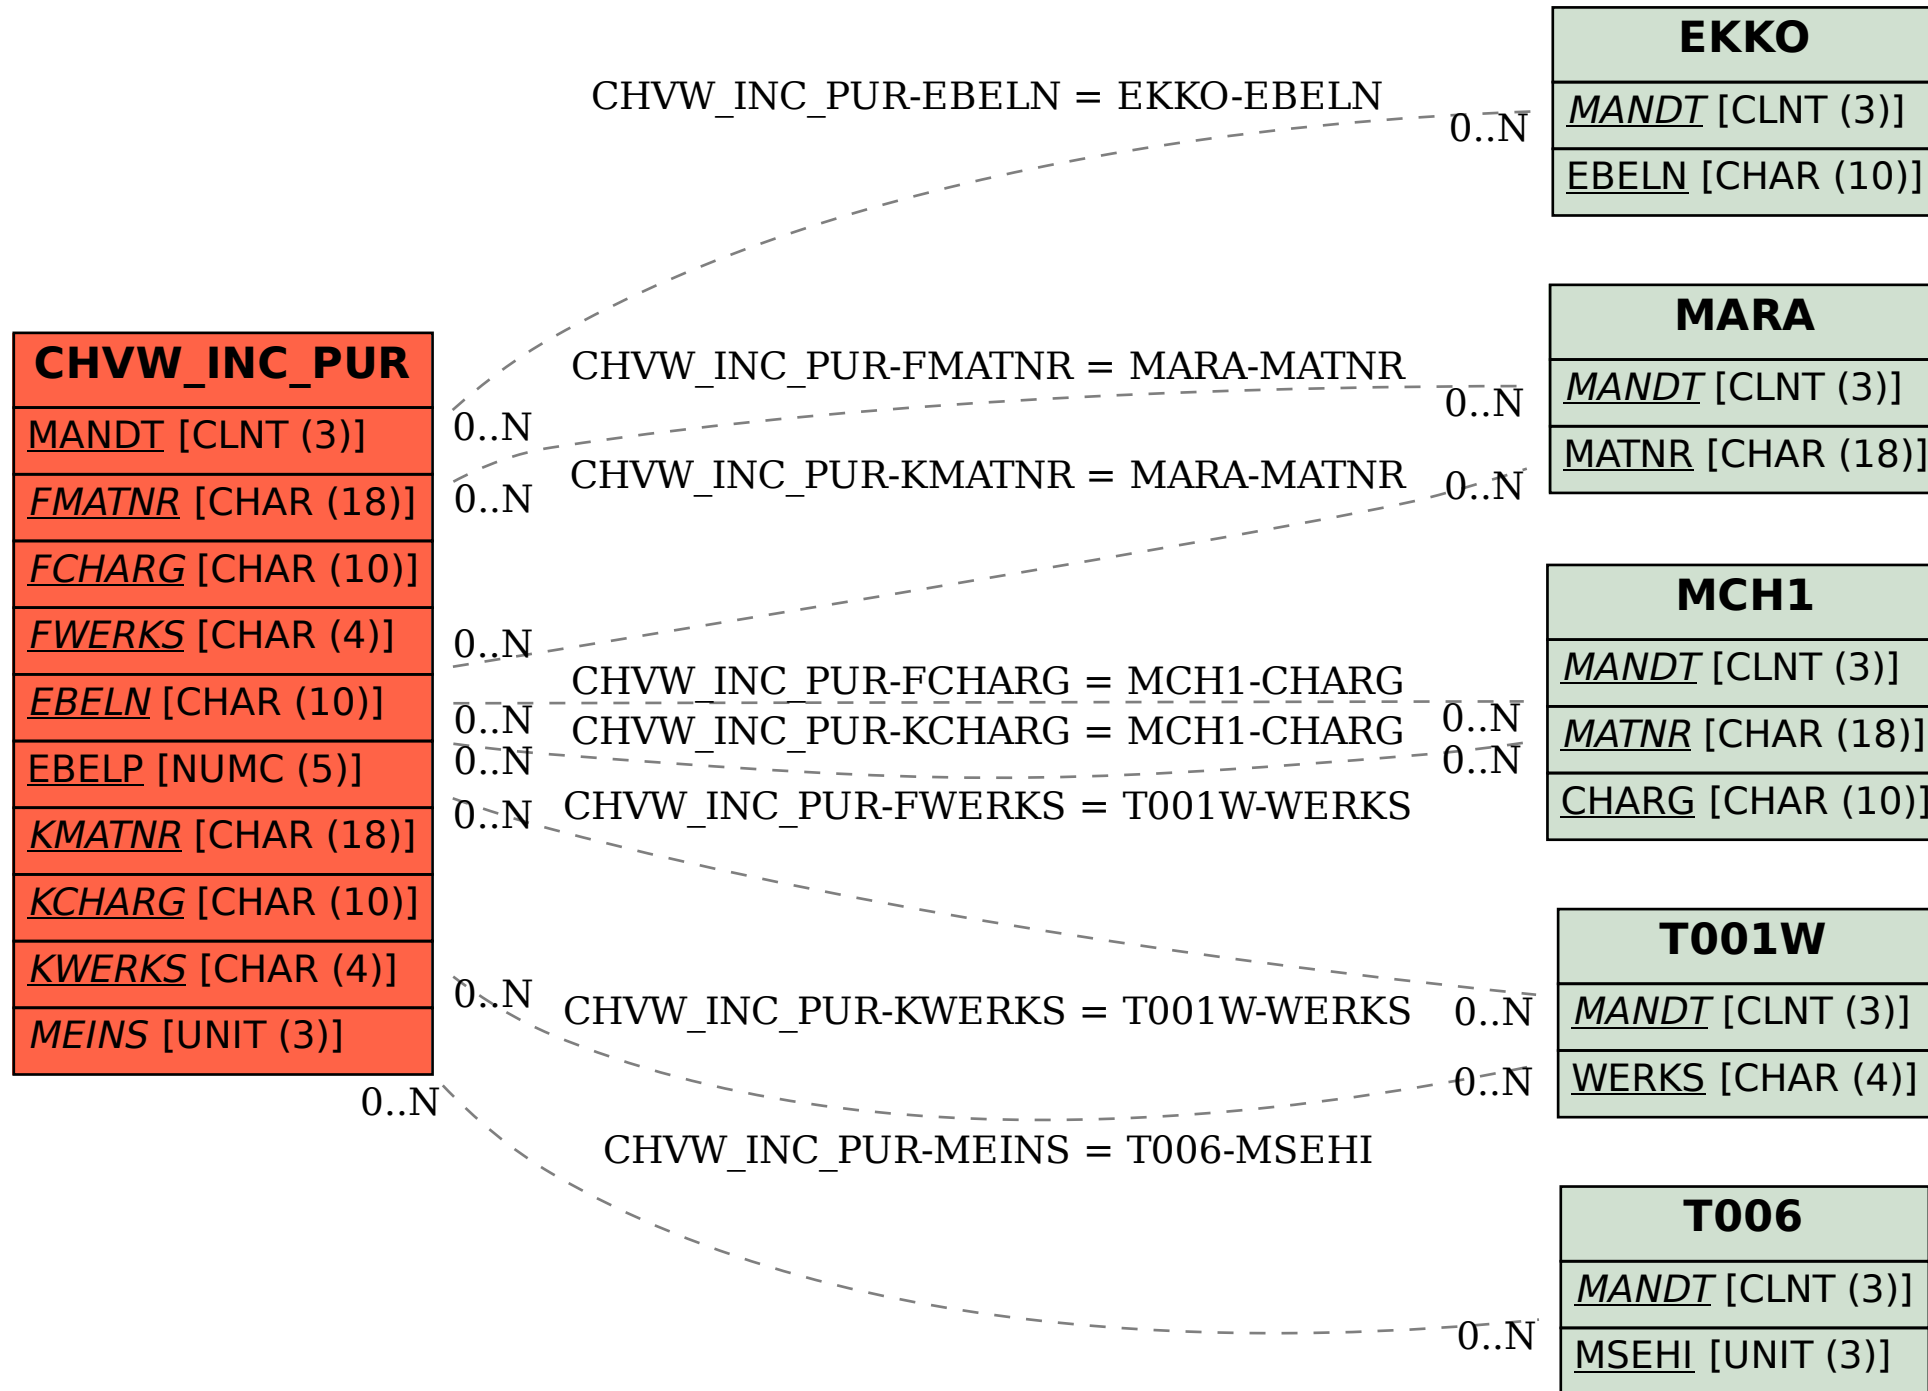 CHVW_INC_PUR
MANDT [CLNT (3)]
FMATNR [CHAR (18)]
FCHARG [CHAR (10)]
FWERKS [CHAR (4)]
EBELN [CHAR (10)]
EBELP [NUMC (5)]
KMATNR [CHAR (18)]
KCHARG [CHAR (10)]
KWERKS [CHAR (4)]
MEINS [UNIT (3)]
CHVW_INC_PUR-EBELN = EKKO-EBELN
0..N
0..N
CHVW_INC_PUR-FMATNR = MARA-MATNR
0..N
0..N
CHVW_INC_PUR-KMATNR = MARA-MATNR
0..N
0..N
CHVW_INC_PUR-FCHARG = MCH1-CHARG
0..N
0..N
CHVW_INC_PUR-KCHARG = MCH1-CHARG
0..N
0..N
CHVW_INC_PUR-FWERKS = T001W-WERKS
0..N
0..N
CHVW_INC_PUR-KWERKS = T001W-WERKS
0..N
0..N
CHVW_INC_PUR-MEINS = T006-MSEHI
0..N
0..N
EKKO
MANDT [CLNT (3)]
EBELN [CHAR (10)]
MARA
MANDT [CLNT (3)]
MATNR [CHAR (18)]
MCH1
MANDT [CLNT (3)]
MATNR [CHAR (18)]
CHARG [CHAR (10)]
T001W
MANDT [CLNT (3)]
WERKS [CHAR (4)]
T006
MANDT [CLNT (3)]
MSEHI [UNIT (3)]